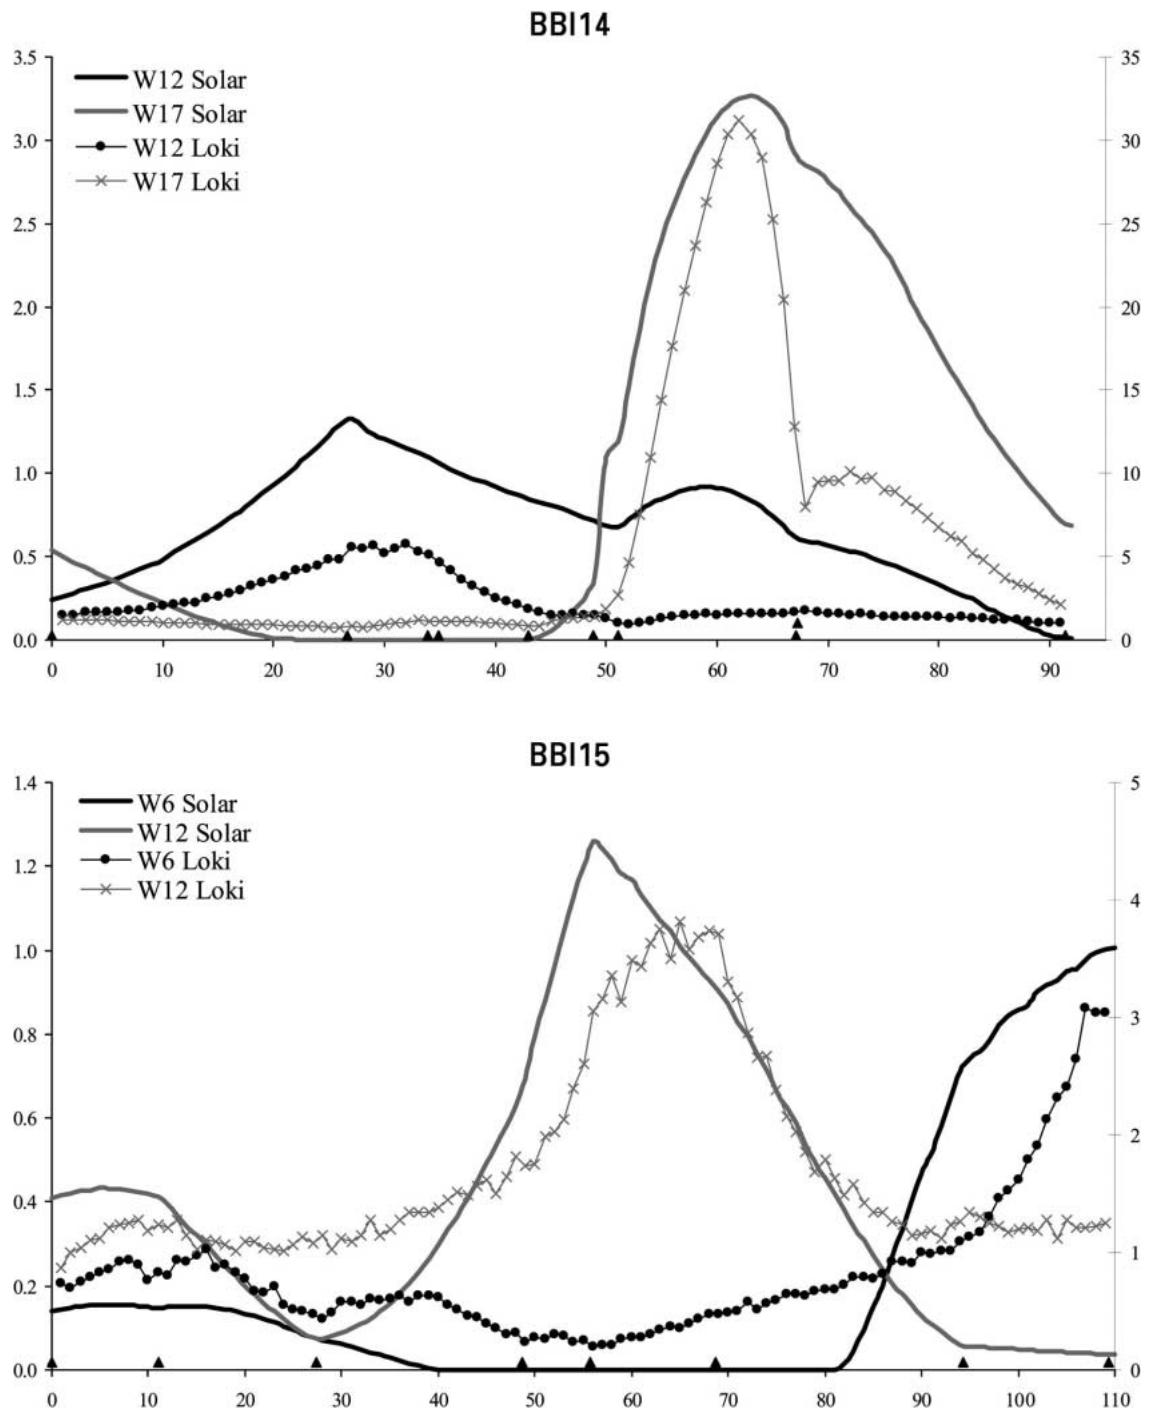 BBI14
3.5 35
W12 Solar
W17 Solar
3.0 W12 Loki 30
W17 Loki
2.5 25
2.0 20
1.5 15
1.0 10
0.5 5
0.0 0
0 10 20 30 40 50 60 70 80 90
BBI15
1.4 5
W6 Solar
W12 Solar
1.2 W6 Loki
W12 Loki 4
1.0
0.8 3
0.6 2
0.4
0.2 1
0.0 0
0 10 20 30 40 50 60 70 80 90 100 110